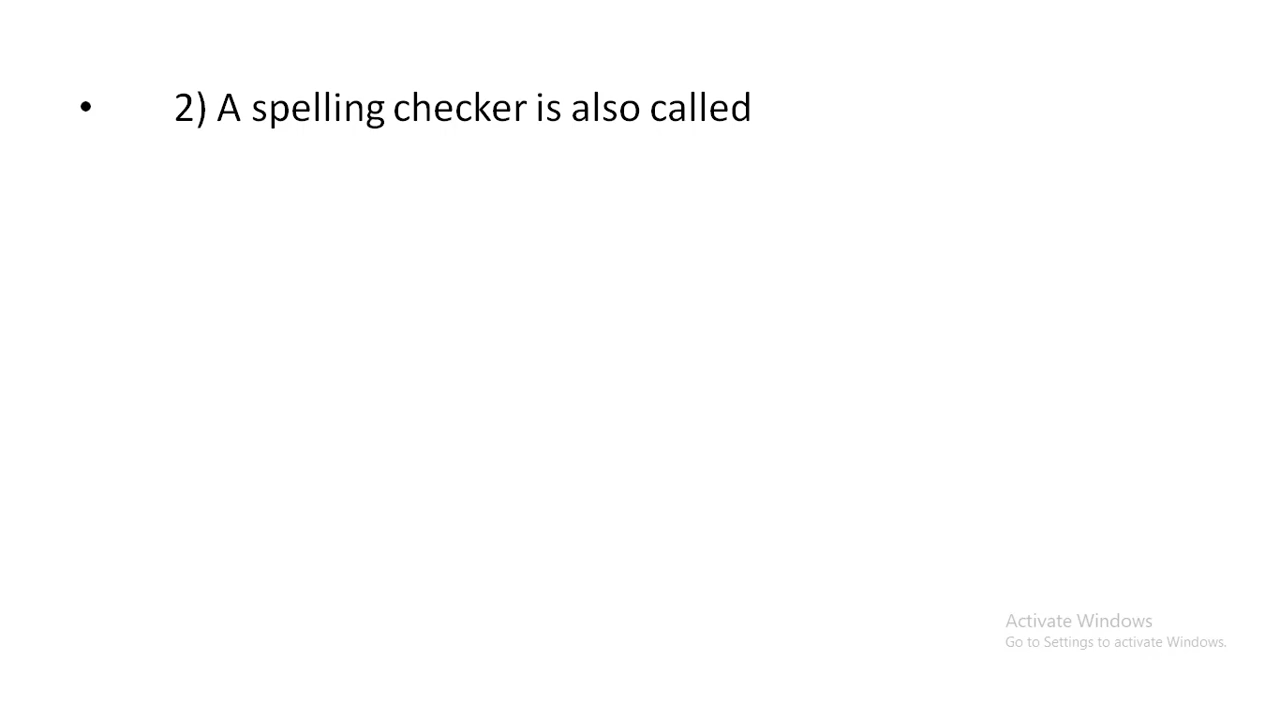 • 2) A spelling checker is also called
Activate Windows
Go to Settings to activate Windows.